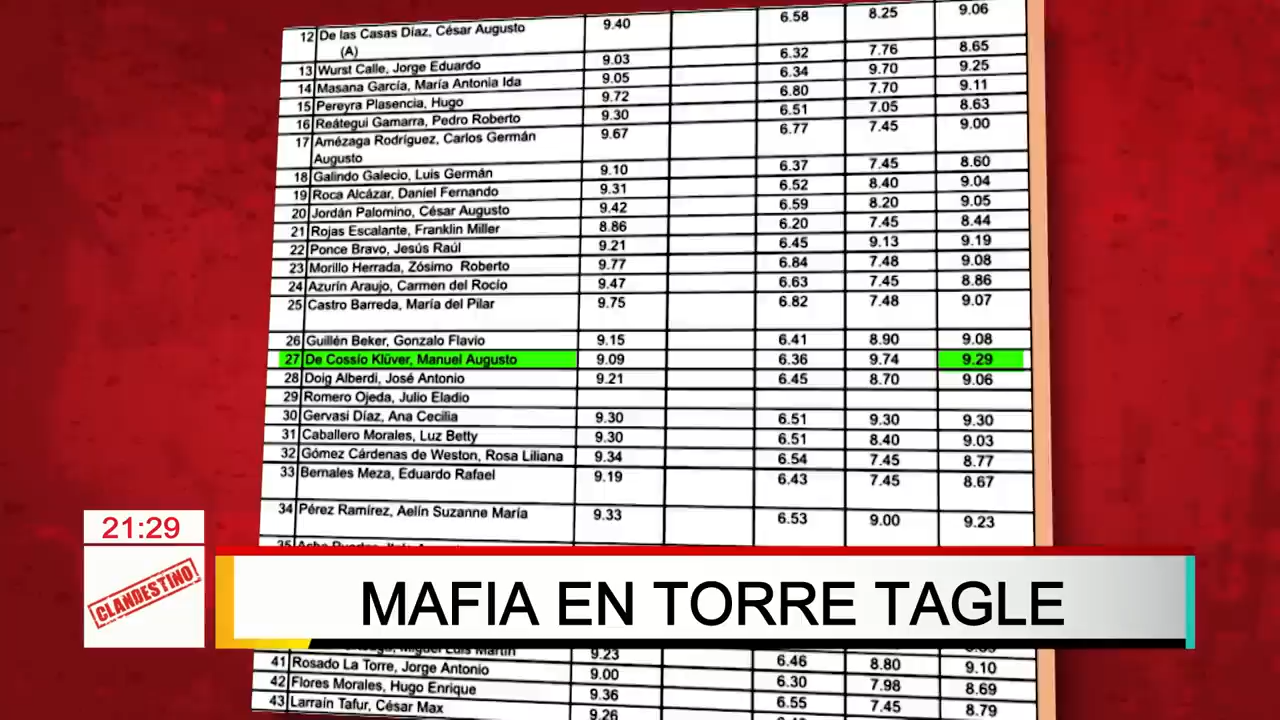 12 De las Casas Díaz, César Augusto (A) 9.40 6.58 8.25 9.06
13 Wurst Calle, Jorge Eduardo 9.03 6.32 7.76 8.65
14 Masana García, María Antonia Ida 9.05 6.34 9.70 9.25
15 Pereyra Plasencia, Hugo 9.72 6.80 7.70 9.11
16 Reátegui Gamarra, Pedro Roberto 9.30 6.51 7.05 8.63
17 Amézaga Rodríguez, Carlos Germán Augusto 9.67 6.77 7.45 9.00
18 Galindo Galecio, Luis Germán 9.10 6.37 7.45 8.60
19 Roca Alcázar, Daniel Fernando 9.31 6.52 8.40 9.04
20 Jordán Palomino, César Augusto 9.42 6.59 8.20 9.05
21 Rojas Escalante, Franklin Miller 8.86 6.20 7.45 8.44
22 Ponce Bravo, Jesús Raúl 9.21 6.45 9.13 9.19
23 Morillo Herrada, Zósimo Roberto 9.77 6.84 7.48 9.08
24 Azurín Araujo, Carmen del Rocío 9.47 6.63 7.45 8.86
25 Castro Barreda, María del Pilar 9.75 6.82 7.48 9.07
26 Guillén Beker, Gonzalo Flavio 9.15 6.41 8.90 9.08
27 De Cossío Klüver, Manuel Augusto 9.09 6.36 9.74 9.29
28 Doig Alberdi, José Antonio 9.21 6.45 8.70 9.06
29 Romero Ojeda, Julio Eladio
30 Gervasi Díaz, Ana Cecilia 9.30 6.51 9.30 9.30
31 Caballero Morales, Luz Betty 9.30 6.51 8.40 9.03
32 Gómez Cárdenas de Weston, Rosa Liliana 9.34 6.54 7.45 8.77
33 Bernales Meza, Eduardo Rafael 9.19 6.43 7.45 8.67
34 Pérez Ramírez, Aelín Suzanne María 9.33 6.53 9.00 9.23
35
21:29
CLANDESTINO
MAFIA EN TORRE TAGLE
Miguel Luis Martín 9.23
41 Rosado La Torre, Jorge Antonio 9.00 6.46 8.80 9.10
42 Flores Morales, Hugo Enrique 9.36 6.30 7.98 8.69
43 Larraín Tafur, César Max 9.26 6.55 7.45 8.79